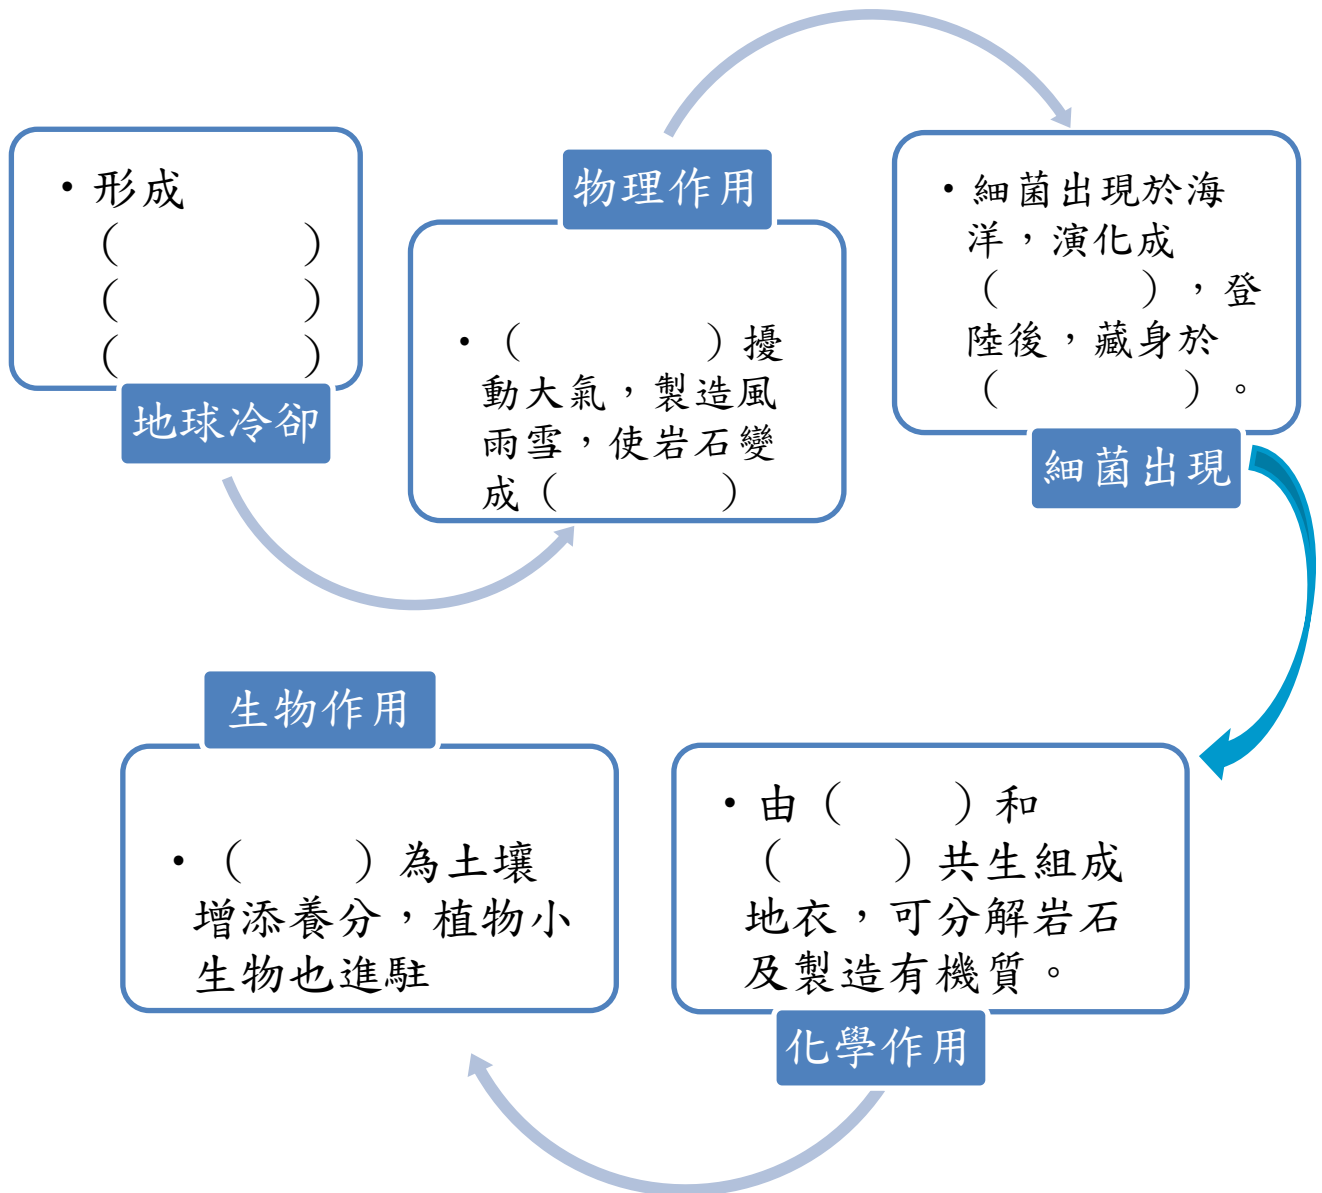 •形成
（　　　）
（　　　）
（　　　）
地球冷卻
物理作用
•（　　　）擾
動大氣，製造風
雨雪，使岩石變
成（　　　）
•細菌出現於海
洋，演化成
（　　　），登
陸後，藏身於
（　　　）。
細菌出現
•由（　　）和
（　　）共生組成
地衣，可分解岩石
及製造有機質。
化學作用
生物作用
•（　　）為土壤
增添養分，植物小
生物也進駐